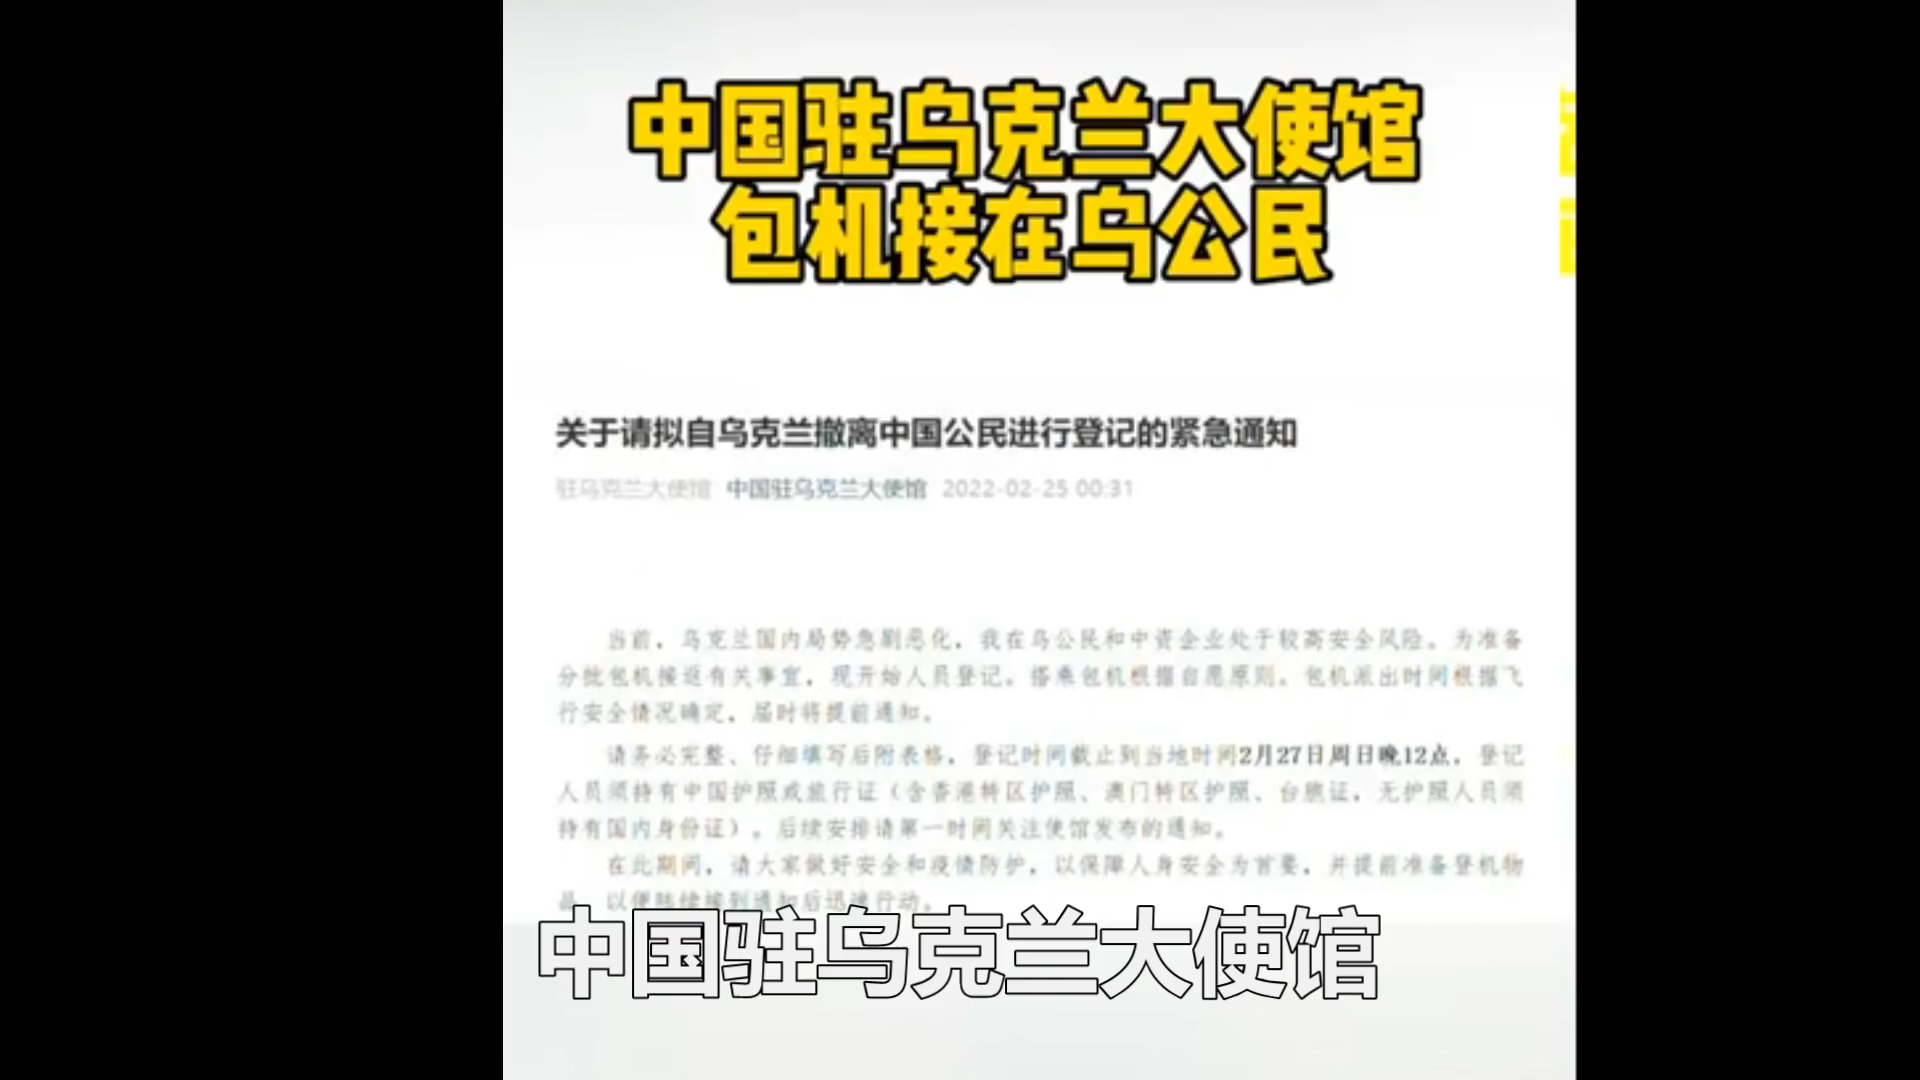 中国驻乌克兰大使馆
包机接在乌公民
关于请拟自乌克兰撤离中国公民进行登记的紧急通知
驻乌克兰大使馆 中国驻乌克兰大使馆 2022-02-25 00:31
当前，乌克兰国内局势急剧恶化，我在乌公民和中资企业处于较高安全风险。为准备
分批包机接返有关事宜，现开始人员登记。搭乘包机根据自愿原则。包机派出时间根据飞
行安全情况确定，届时将提前通知。
请务必完整、仔细填写后附表格，登记时间截止到当地时间2月27日周日晚12点。登记
人员须持有中国护照或旅行证（含香港特区护照、澳门特区护照、台胞证，无护照人员须
持有国内身份证）。后续安排请第一时间关注使馆发布的通知。
在此期间，请大家做好安全和疫情防护，以保障人身安全为首要，并提前准备登机物
品，以便陆续接到通知后迅速行动。
中国驻乌克兰大使馆